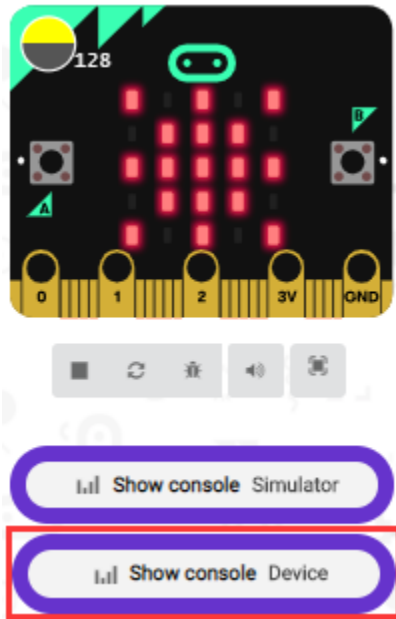 128
B
A
0 1 2 3V GND
Show console Simulator
Show console Device